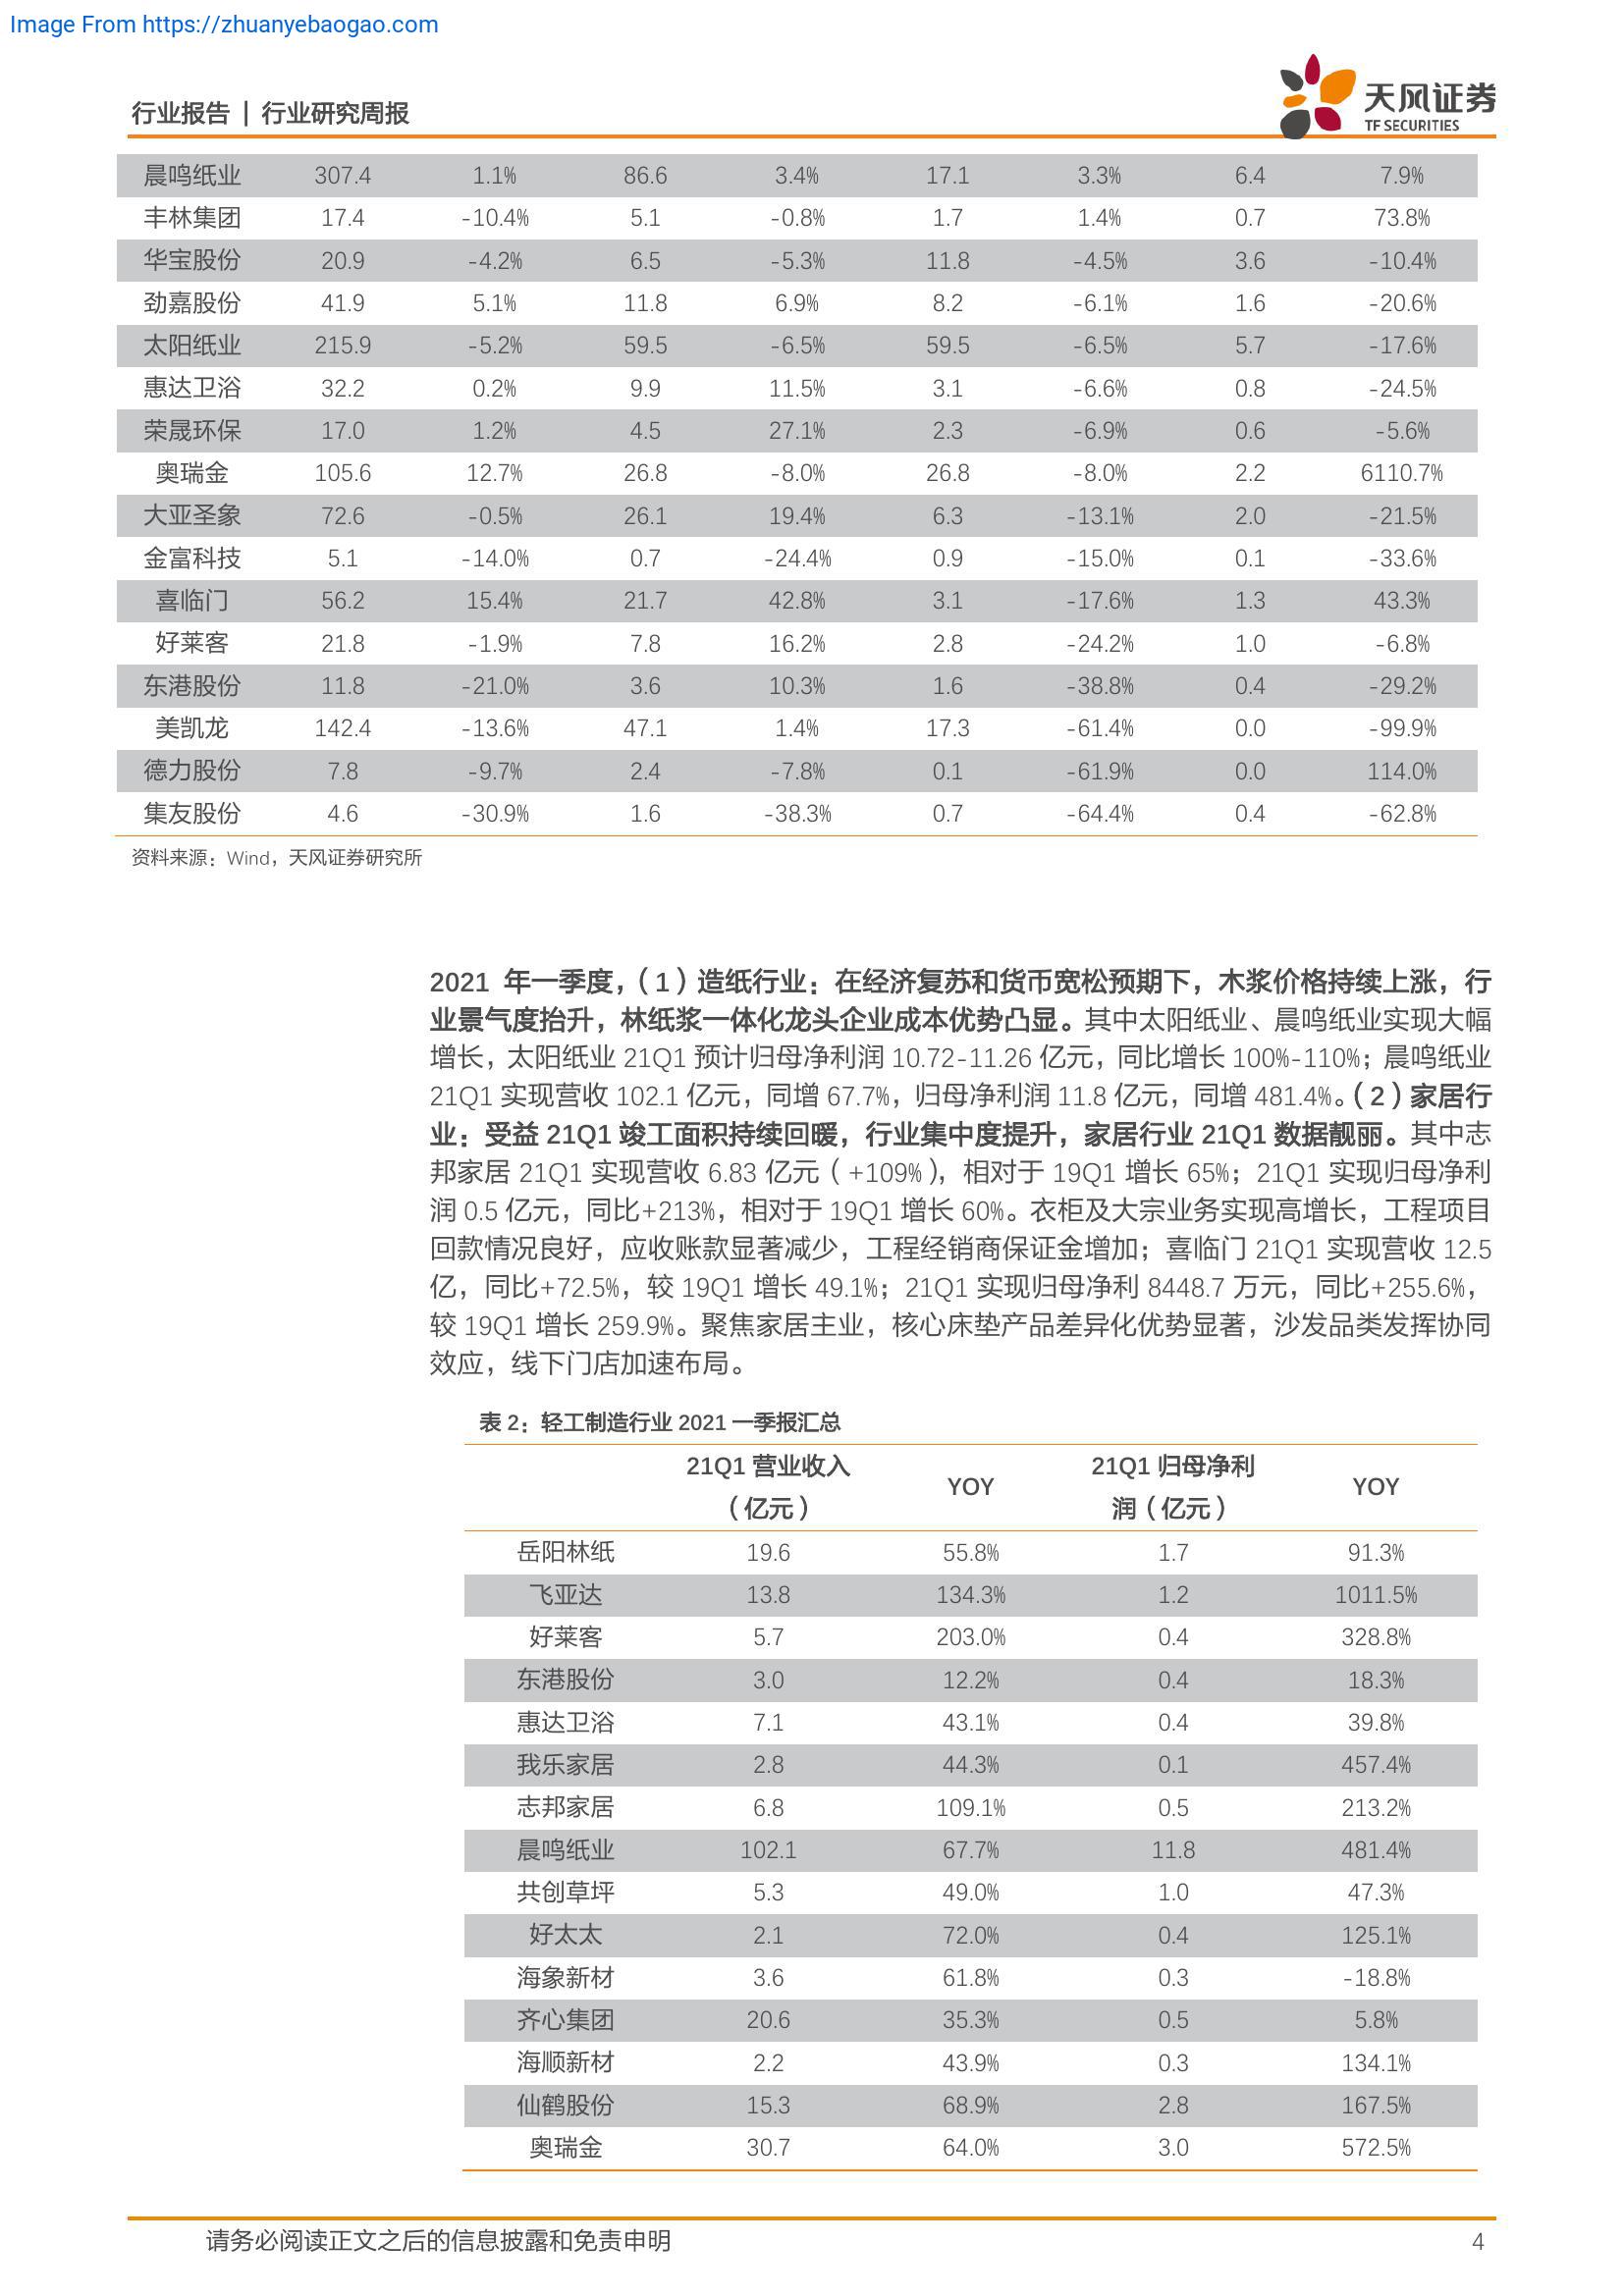 Image From https://zhuanyebaogao.com
行业报告 | 行业研究周报
天风证券
TF SECURITIES
晨鸣纸业 307.4 1.1% 86.6 3.4% 17.1 3.3% 6.4 7.9%
丰林集团 17.4 -10.4% 5.1 -0.8% 1.7 1.4% 0.7 73.8%
华宝股份 20.9 -4.2% 6.5 -5.3% 11.8 -4.5% 3.6 -10.4%
劲嘉股份 41.9 5.1% 11.8 6.9% 8.2 -6.1% 1.6 -20.6%
太阳纸业 215.9 -5.2% 59.5 -6.5% 59.5 -6.5% 5.7 -17.6%
惠达卫浴 32.2 0.2% 9.9 11.5% 3.1 -6.6% 0.8 -24.5%
荣晟环保 17.0 1.2% 4.5 27.1% 2.3 -6.9% 0.6 -5.6%
奥瑞金 105.6 12.7% 26.8 -8.0% 26.8 -8.0% 2.2 6110.7%
大亚圣象 72.6 -0.5% 26.1 19.4% 6.3 -13.1% 2.0 -21.5%
金富科技 5.1 -14.0% 0.7 -24.4% 0.9 -15.0% 0.1 -33.6%
喜临门 56.2 15.4% 21.7 42.8% 3.1 -17.6% 1.3 43.3%
好莱客 21.8 -1.9% 7.8 16.2% 2.8 -24.2% 1.0 -6.8%
东港股份 11.8 -21.0% 3.6 10.3% 1.6 -38.8% 0.4 -29.2%
美凯龙 142.4 -13.6% 47.1 1.4% 17.3 -61.4% 0.0 -99.9%
德力股份 7.8 -9.7% 2.4 -7.8% 0.1 -61.9% 0.0 114.0%
集友股份 4.6 -30.9% 1.6 -38.3% 0.7 -64.4% 0.4 -62.8%
资料来源：Wind，天风证券研究所
2021 年一季度，（1）造纸行业：在经济复苏和货币宽松预期下，木浆价格持续上涨，行
业景气度抬升，林纸浆一体化龙头企业成本优势凸显。其中太阳纸业、晨鸣纸业实现大幅
增长，太阳纸业 21Q1 预计归母净利润 10.72-11.26 亿元，同比增长 100%-110%；晨鸣纸业
21Q1 实现营收 102.1 亿元，同增 67.7%，归母净利润 11.8 亿元，同增 481.4%。（2）家居行
业：受益 21Q1 竣工面积持续回暖，行业集中度提升，家居行业 21Q1 数据靓丽。其中志
邦家居 21Q1 实现营收 6.83 亿元（+109%），相对于 19Q1 增长 65%；21Q1 实现归母净利
润 0.5 亿元，同比+213%，相对于 19Q1 增长 60%。衣柜及大宗业务实现高增长，工程项目
回款情况良好，应收账款显著减少，工程经销商保证金增加；喜临门 21Q1 实现营收 12.5
亿，同比+72.5%，较 19Q1 增长 49.1%；21Q1 实现归母净利 8448.7 万元，同比+255.6%，
较 19Q1 增长 259.9%。聚焦家居主业，核心床垫产品差异化优势显著，沙发品类发挥协同
效应，线下门店加速布局。
表 2：轻工制造行业 2021 一季报汇总
21Q1 营业收入 21Q1 归母净利
YOY YOY
（亿元） 润（亿元）
岳阳林纸 19.6 55.8% 1.7 91.3%
飞亚达 13.8 134.3% 1.2 1011.5%
好莱客 5.7 203.0% 0.4 328.8%
东港股份 3.0 12.2% 0.4 18.3%
惠达卫浴 7.1 43.1% 0.4 39.8%
我乐家居 2.8 44.3% 0.1 457.4%
志邦家居 6.8 109.1% 0.5 213.2%
晨鸣纸业 102.1 67.7% 11.8 481.4%
共创草坪 5.3 49.0% 1.0 47.3%
好太太 2.1 72.0% 0.4 125.1%
海象新材 3.6 61.8% 0.3 -18.8%
齐心集团 20.6 35.3% 0.5 5.8%
海顺新材 2.2 43.9% 0.3 134.1%
仙鹤股份 15.3 68.9% 2.8 167.5%
奥瑞金 30.7 64.0% 3.0 572.5%
请务必阅读正文之后的信息披露和免责申明 4